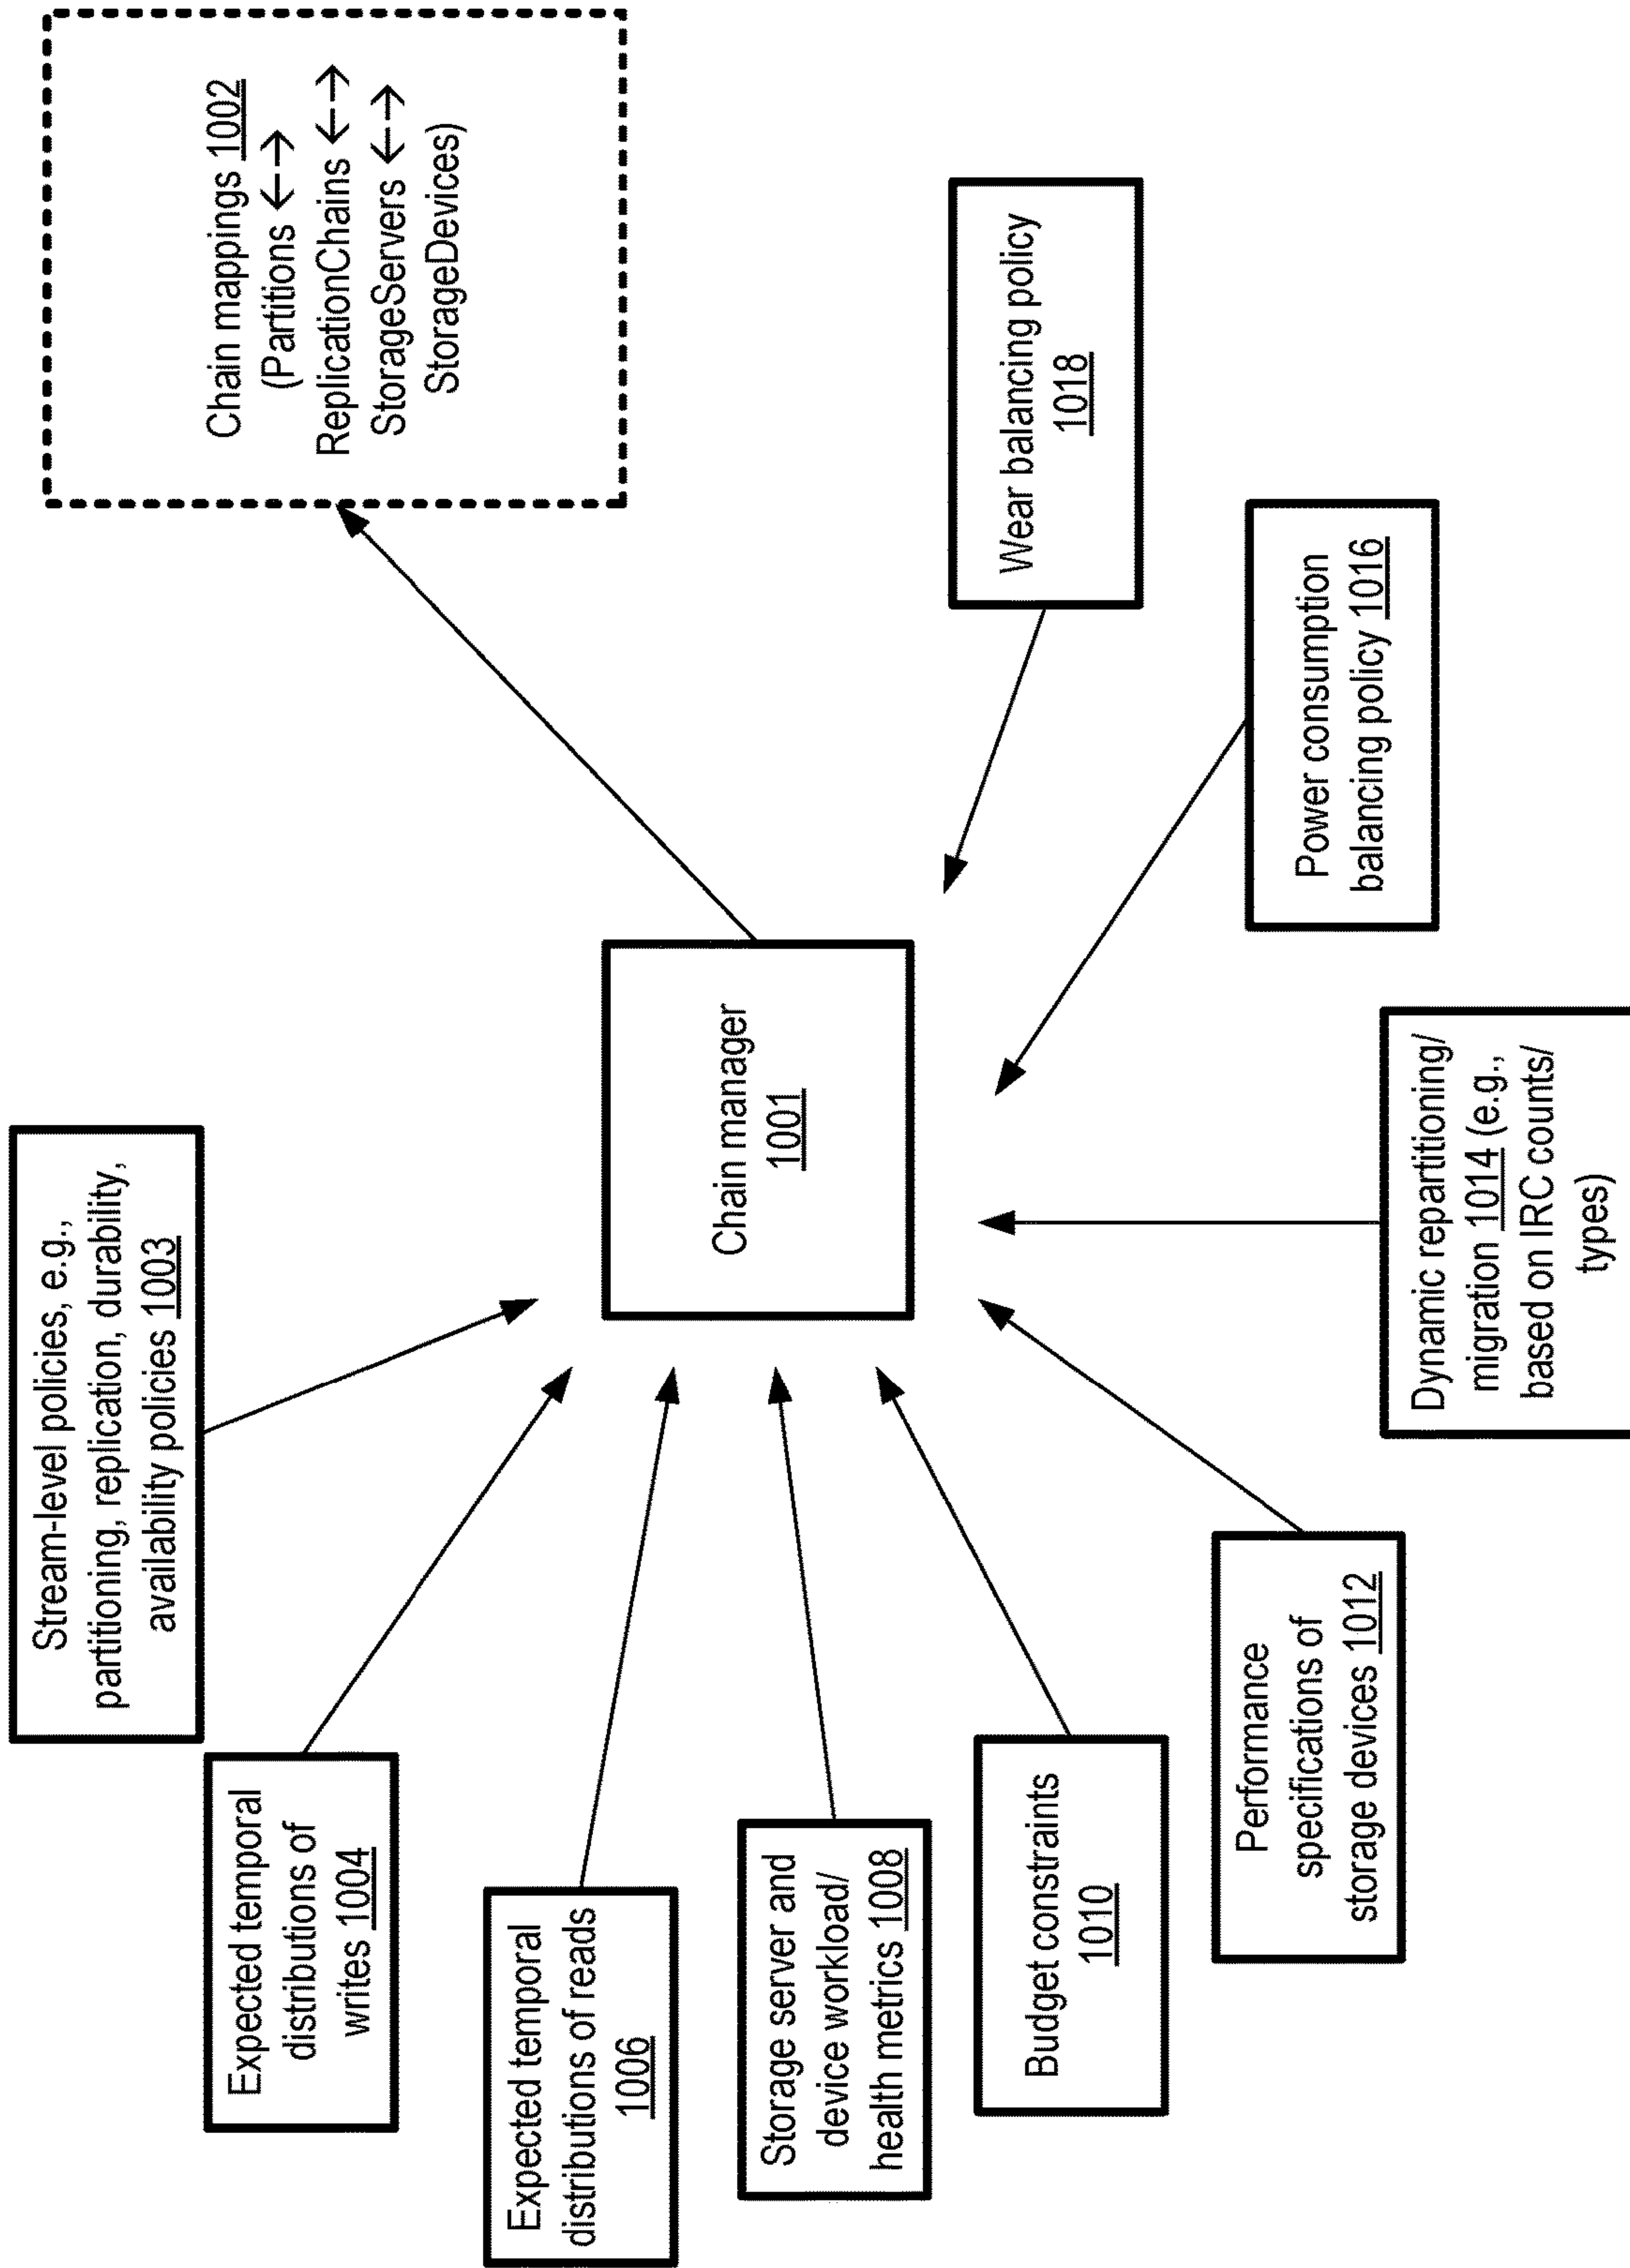 Stream-level policies, e.g.,
partitioning, replication, durability,
availability policies 1003
Expected temporal
distributions of
writes 1004
Expected temporal
distributions of reads
1006
Storage server and
device workload/
health metrics 1008
Budget constraints
1010
Performance
specifications of
storage devices 1012
Dynamic repartitioning/
migration 1014 (e.g.,
based on IRC counts/
types)
Power consumption
balancing policy 1016
Wear balancing policy
1018
Chain manager
1001
Chain mappings 1002
(Partitions ←→
ReplicationChains ←→
StorageServers ←→
StorageDevices)